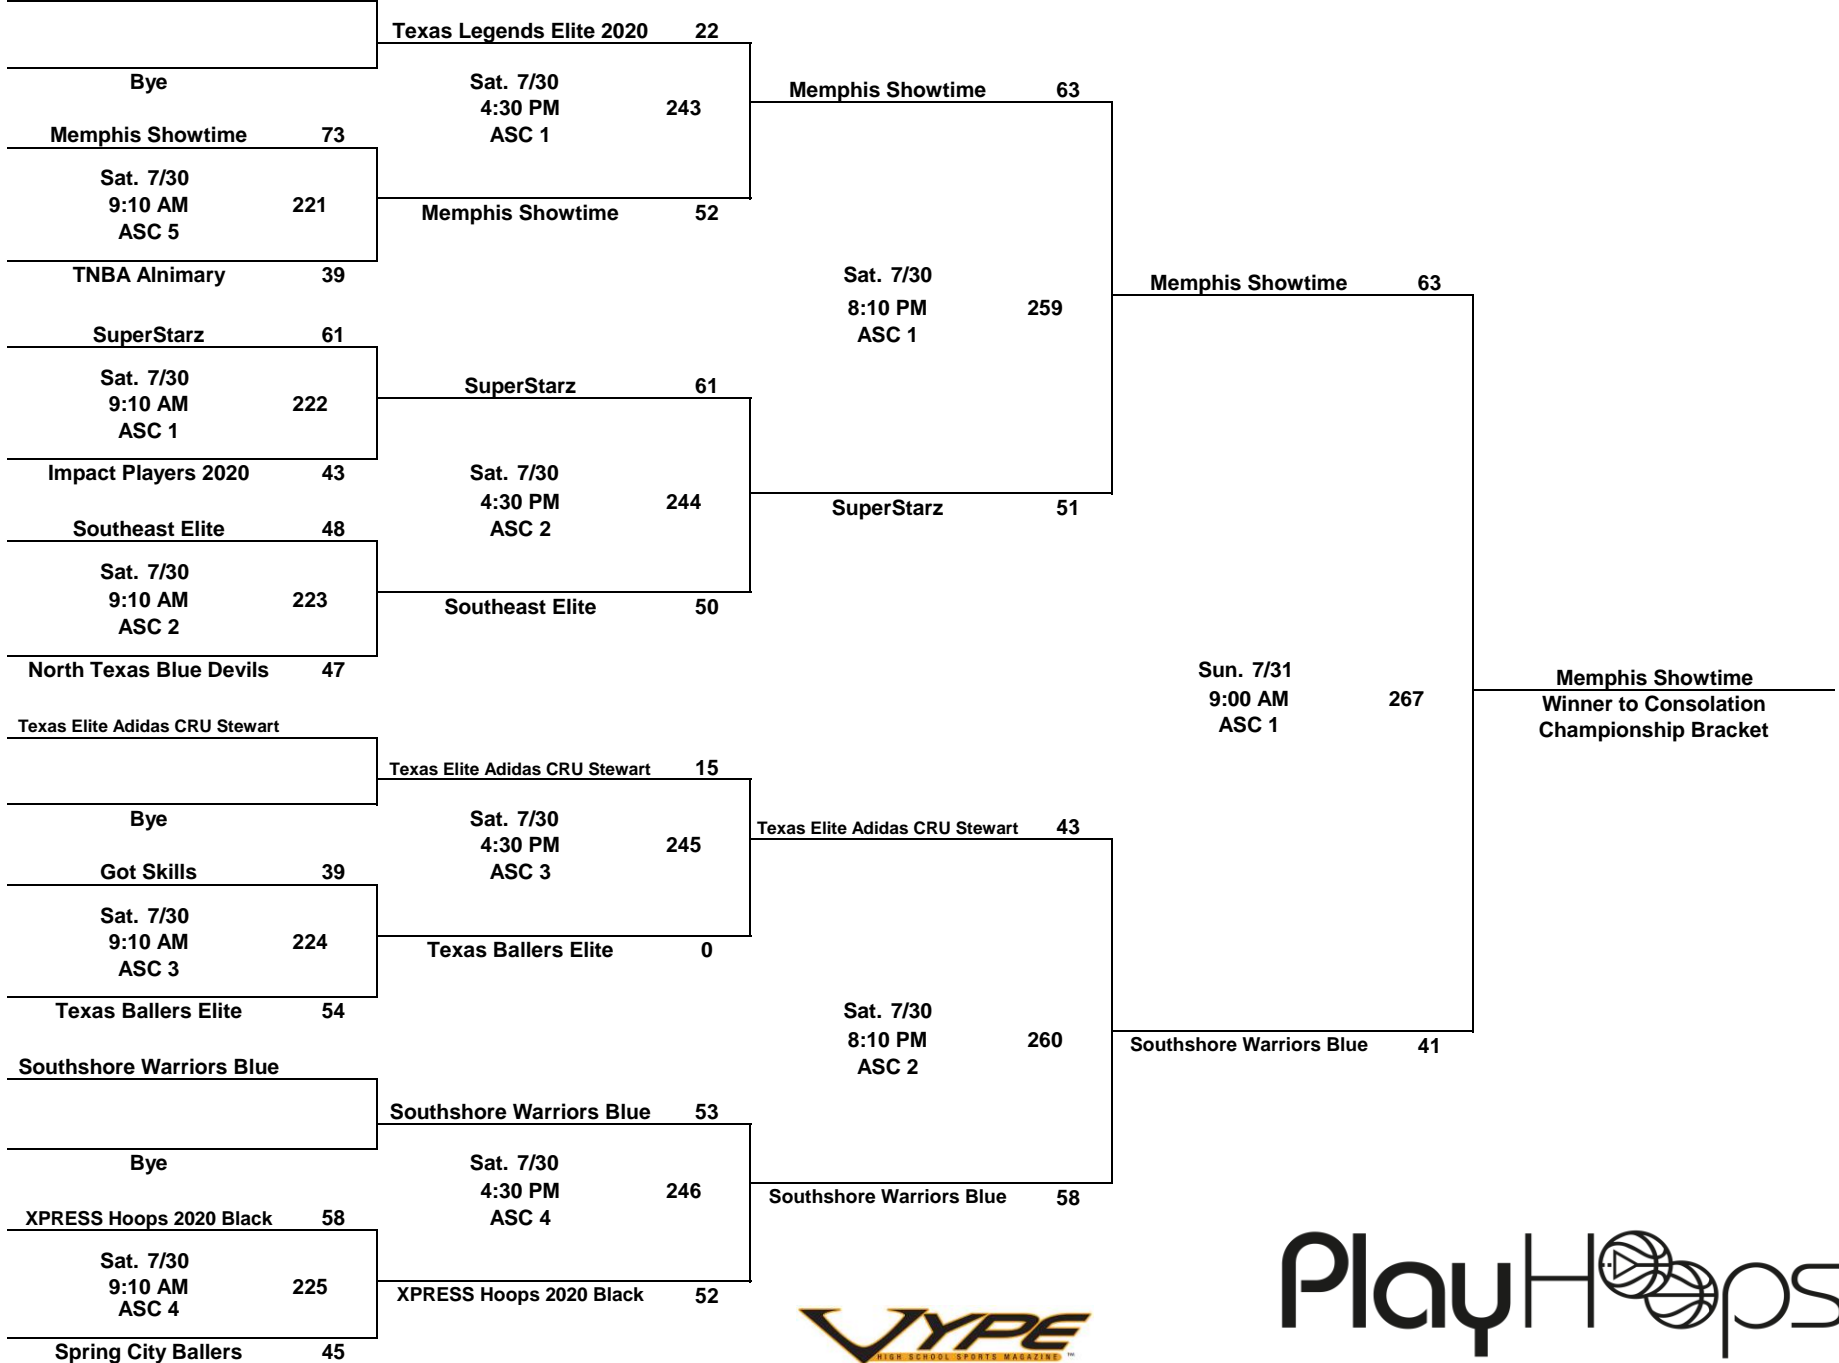 Texas Legends Elite 2020 22
Bye
Sat. 7/30
4:30 PM 243
ASC 1
Memphis Showtime 63
Memphis Showtime 73
Sat. 7/30
9:10 AM 221
ASC 5
Memphis Showtime 52
TNBA Alnimary 39
Sat. 7/30
8:10 PM 259
ASC 1
Memphis Showtime 63
SuperStarz 61
Sat. 7/30
9:10 AM 222
ASC 1
SuperStarz 61
Impact Players 2020 43
Sat. 7/30
4:30 PM 244
ASC 2
SuperStarz 51
Southeast Elite 48
Sat. 7/30
9:10 AM 223
ASC 2
Southeast Elite 50
North Texas Blue Devils 47
Sun. 7/31
9:00 AM 267
ASC 1
Memphis Showtime
Winner to Consolation
Championship Bracket
Texas Elite Adidas CRU Stewart
Texas Elite Adidas CRU Stewart 15
Bye
Sat. 7/30
4:30 PM 245
ASC 3
Texas Elite Adidas CRU Stewart 43
Got Skills 39
Sat. 7/30
9:10 AM 224
ASC 3
Texas Ballers Elite 0
Texas Ballers Elite 54
Sat. 7/30
8:10 PM 260
ASC 2
Southshore Warriors Blue 41
Southshore Warriors Blue
Southshore Warriors Blue 53
Bye
Sat. 7/30
4:30 PM 246
ASC 4
Southshore Warriors Blue 58
XPRESS Hoops 2020 Black 58
Sat. 7/30
9:10 AM 225
ASC 4
XPRESS Hoops 2020 Black 52
Spring City Ballers 45
VYPE
HIGH SCHOOL SPORTS MAGAZINE ™
PlayHoops